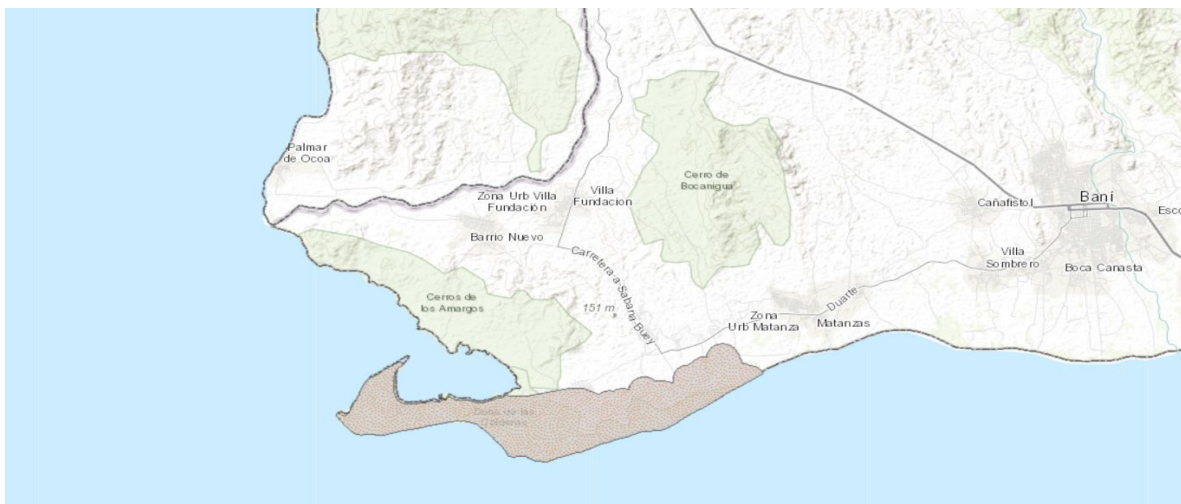 Palmar
de Ocoa
Zona Urb Villa
Fundación
Villa
Fundacion
Cerro de
Bocanigua
Barrio Nuevo
Cañafistol
Bani
Esco
Villa
Sombrero
Boca Canasta
Carretera-a-Sabana-Buey
Cerros de
los Amargos
151 m
Duarte
Zona
Urb Matanza
Matanzas